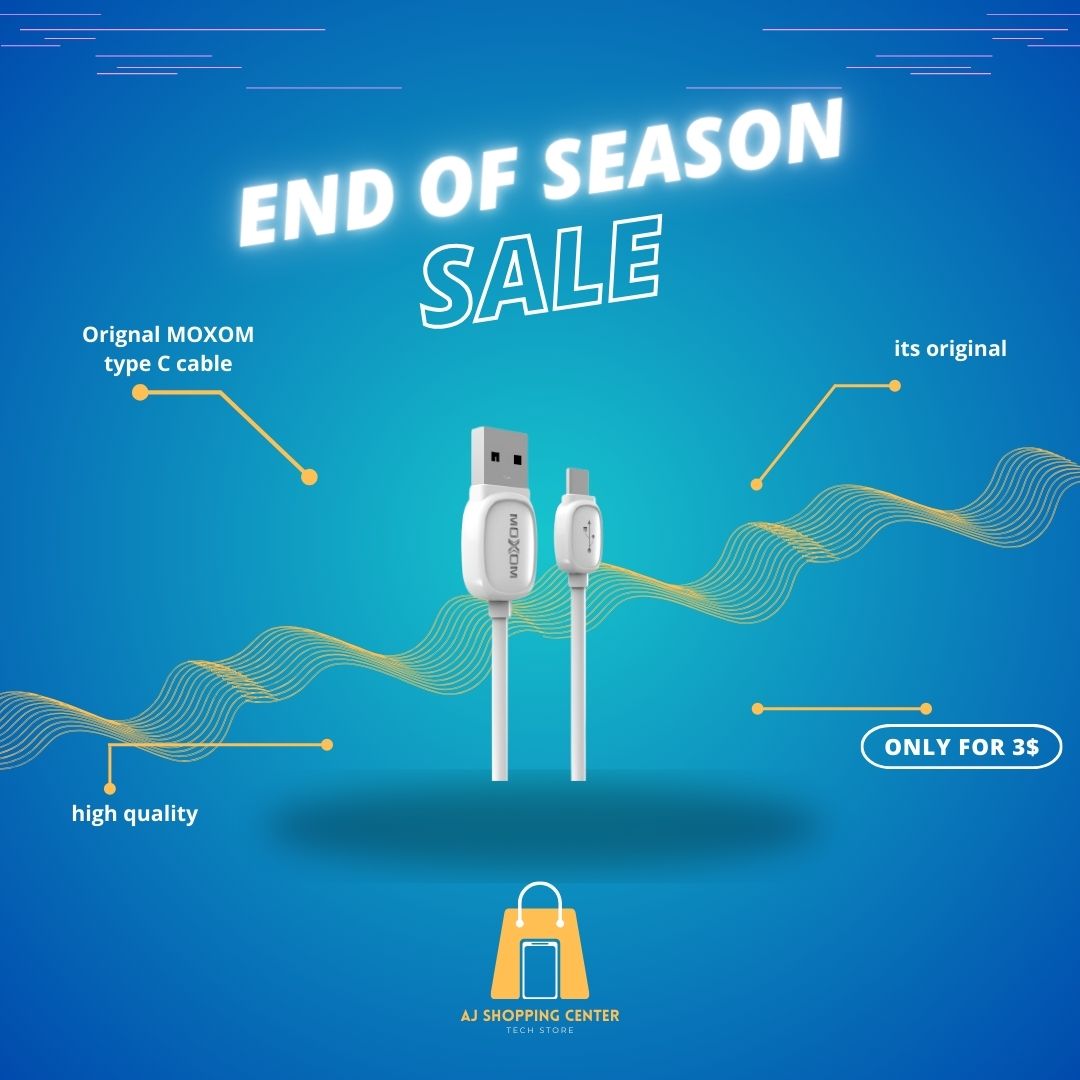 END OF SEASON
SALE
Orignal MOXOM
type C cable
its original
MOXOM
ONLY FOR 3$
high quality
AJ SHOPPING CENTER
TECH STORE